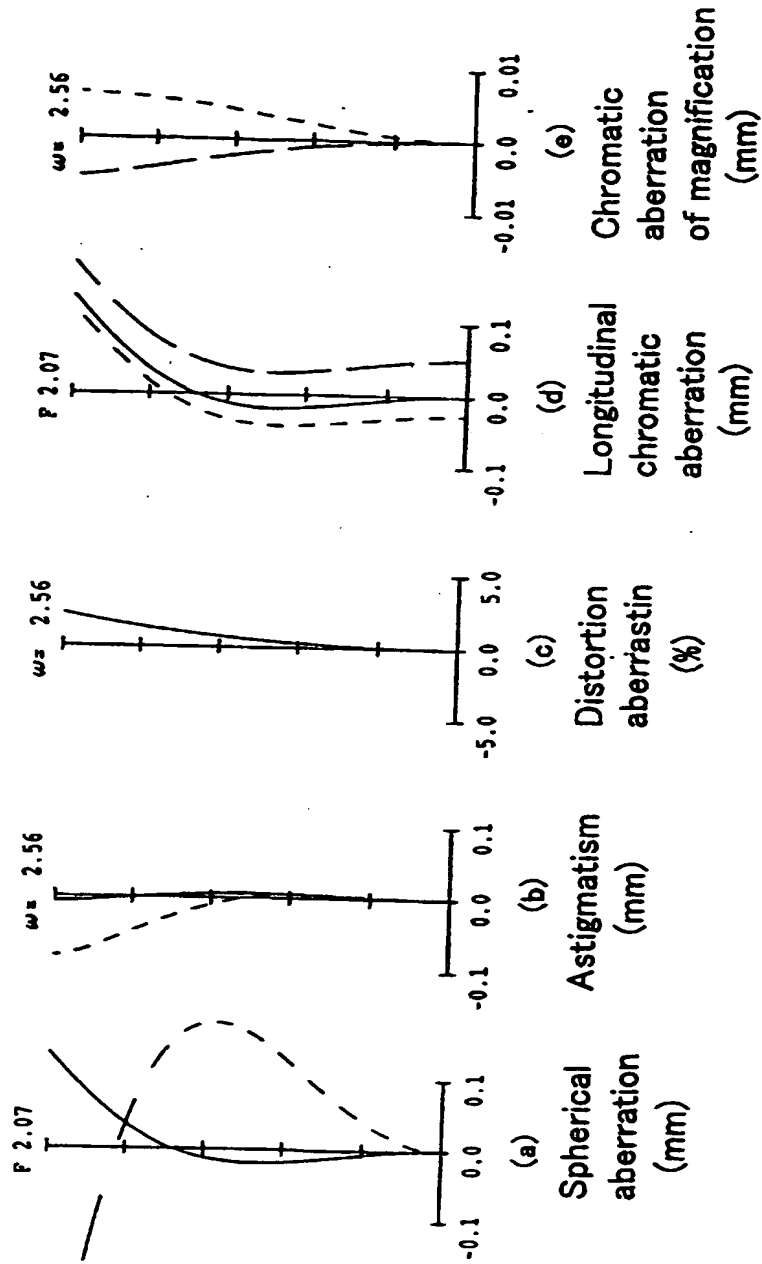 F 2.07
-0.1 0.0 0.1
(a)
Spherical
aberration
(mm)
ω= 2.56
-0.1 0.0 0.1
(b)
Astigmatism
(mm)
ω= 2.56
-5.0 0.0 5.0
(c)
Distortion
aberrastin
(%)
F 2.07
-0.1 0.0 0.1
(d)
Longitudinal
chromatic
aberration
(mm)
ω= 2.56
-0.01 0.0 0.01
(e)
Chromatic
aberration
of magnification
(mm)